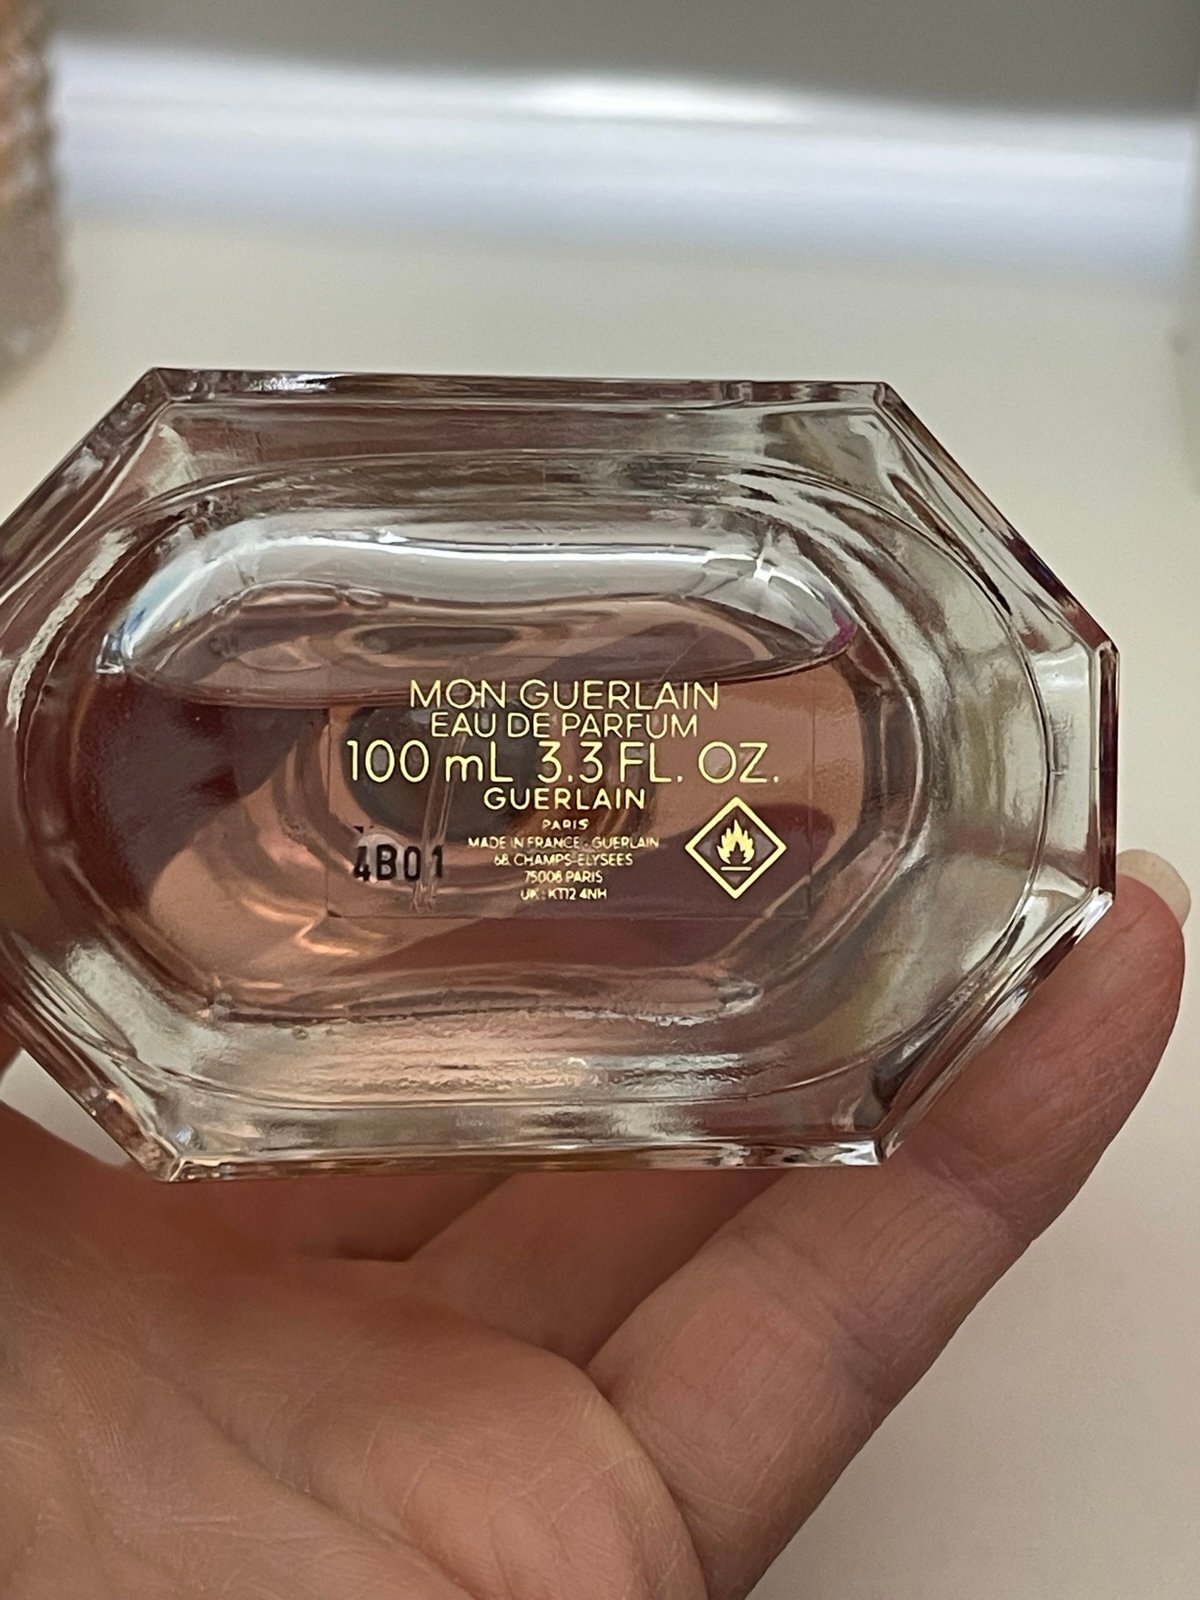 MON GUERLAIN
EAU DE PARFUM
100 mL 3.3 FL. OZ.
GUERLAIN
PARIS
MADE IN FRANCE - GUERLAIN
68, CHAMPS-ELYSEES
75008 PARIS
UK : KT12 4NH
4B01